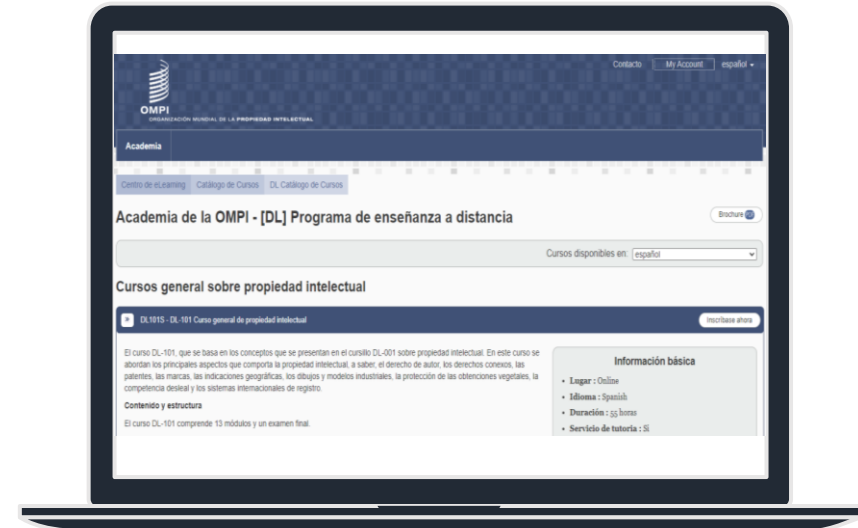 Contacto My Account español
OMPI
ORGANIZACIÓN MUNDIAL DE LA PROPIEDAD INTELECTUAL
Academia
Centro de eLearning Catálogo de Cursos DL Catálogo de Cursos
Academia de la OMPI - [DL] Programa de enseñanza a distancia
Brochure
Cursos disponibles en: español
Cursos general sobre propiedad intelectual
DL101S - DL-101 Curso general de propiedad intelectual
Inscríbase ahora
El curso DL-101, que se basa en los conceptos que se presentan en el cursillo DL-001 sobre propiedad intelectual. En este curso se
abordan los principales aspectos que comporta la propiedad intelectual, a saber, el derecho de autor, los derechos conexos, las
patentes, las marcas, las indicaciones geográficas, los dibujos y modelos industriales, la protección de las obtenciones vegetales, la
competencia desleal y los sistemas internacionales de registro.
Contenido y estructura
El curso DL-101 comprende 13 módulos y un examen final.
Información básica
• Lugar : Online
• Idioma : Spanish
• Duración : 55 horas
• Servicio de tutoría : Sí